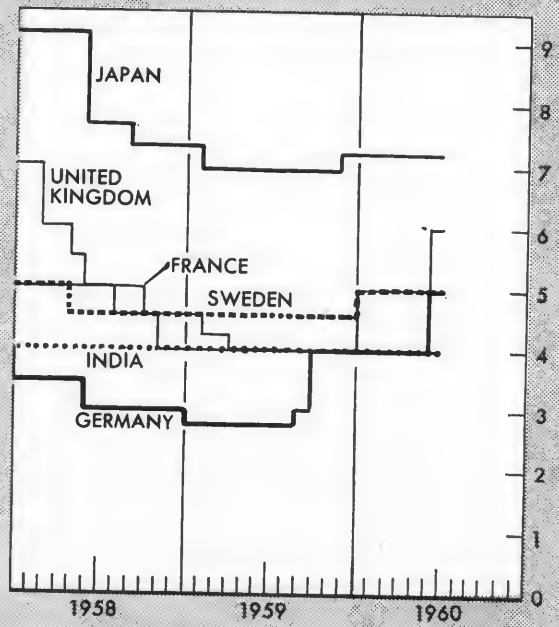 JAPAN
UNITED
KINGDOM
FRANCE
SWEDEN
INDIA
GERMANY
9
8
7
6
5
4
3
2
1
0
1958
1959
1960